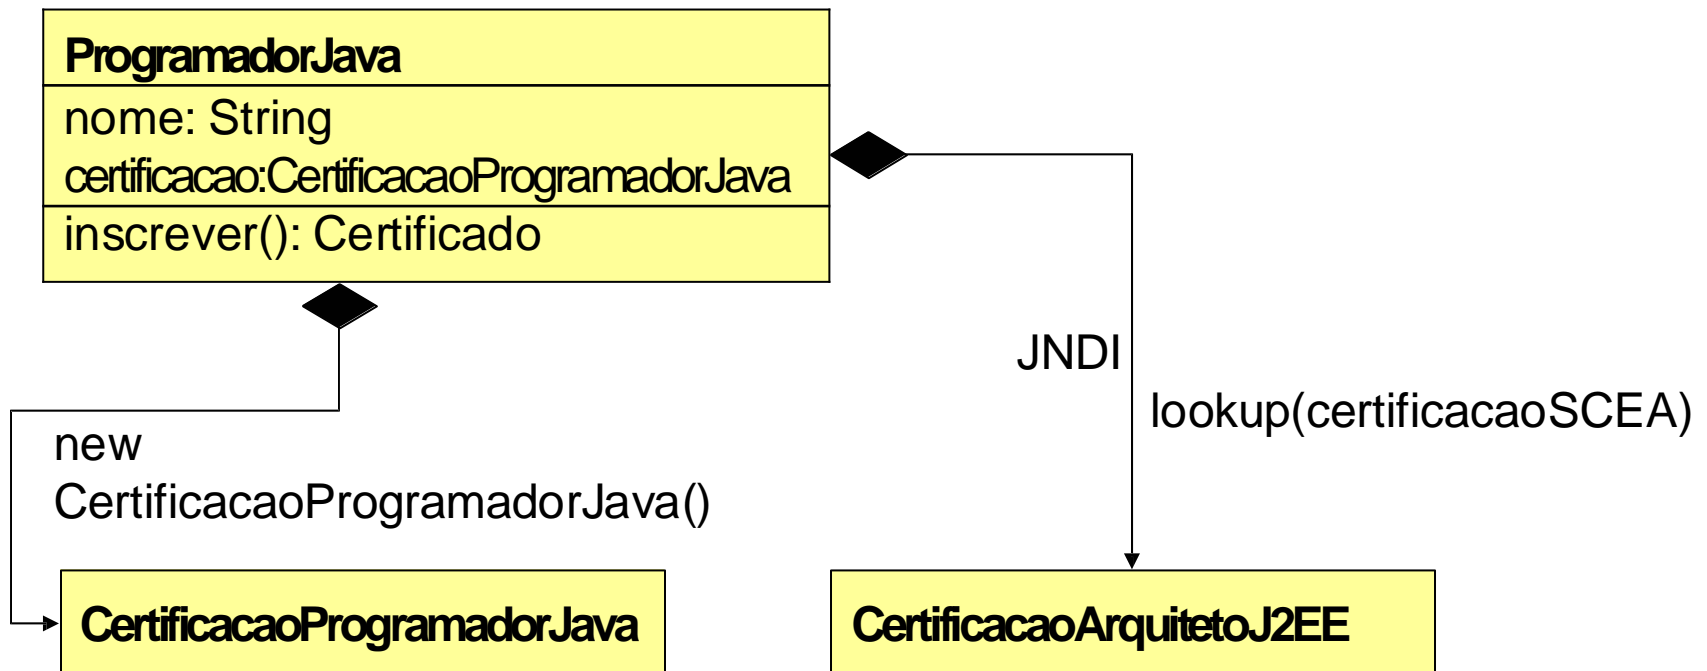 ProgramadorJava
nome: String
certificacao:CertificacaoProgramadorJava
inscrever(): Certificado
JNDI
lookup(certificacaoSCEA)
new
CertificacaoProgramadorJava()
CertificacaoProgramadorJava
CertificacaoArquitetoJ2EE